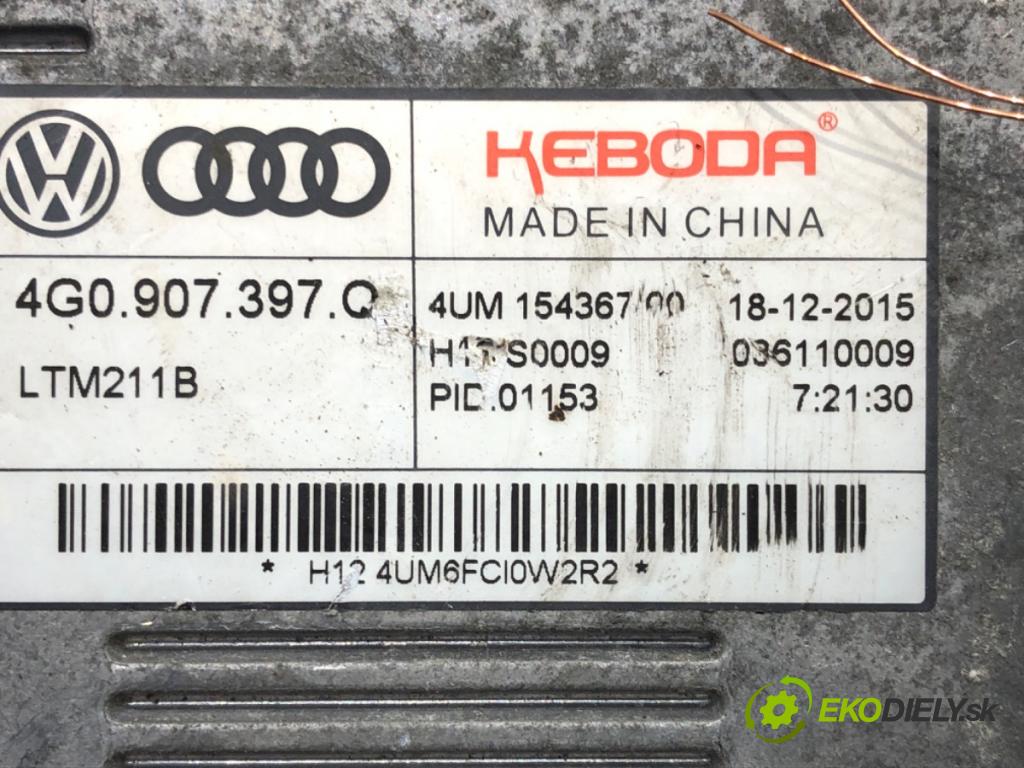 KEBODA®
MADE IN CHINA
4G0.907.397.Q
LTM211B
4UM 154367/00 18-12-2015
S0009 036110009
PID.01153 7:21:30
* H12 4UM6FCI0W2R2 *
EKODIELY.sk